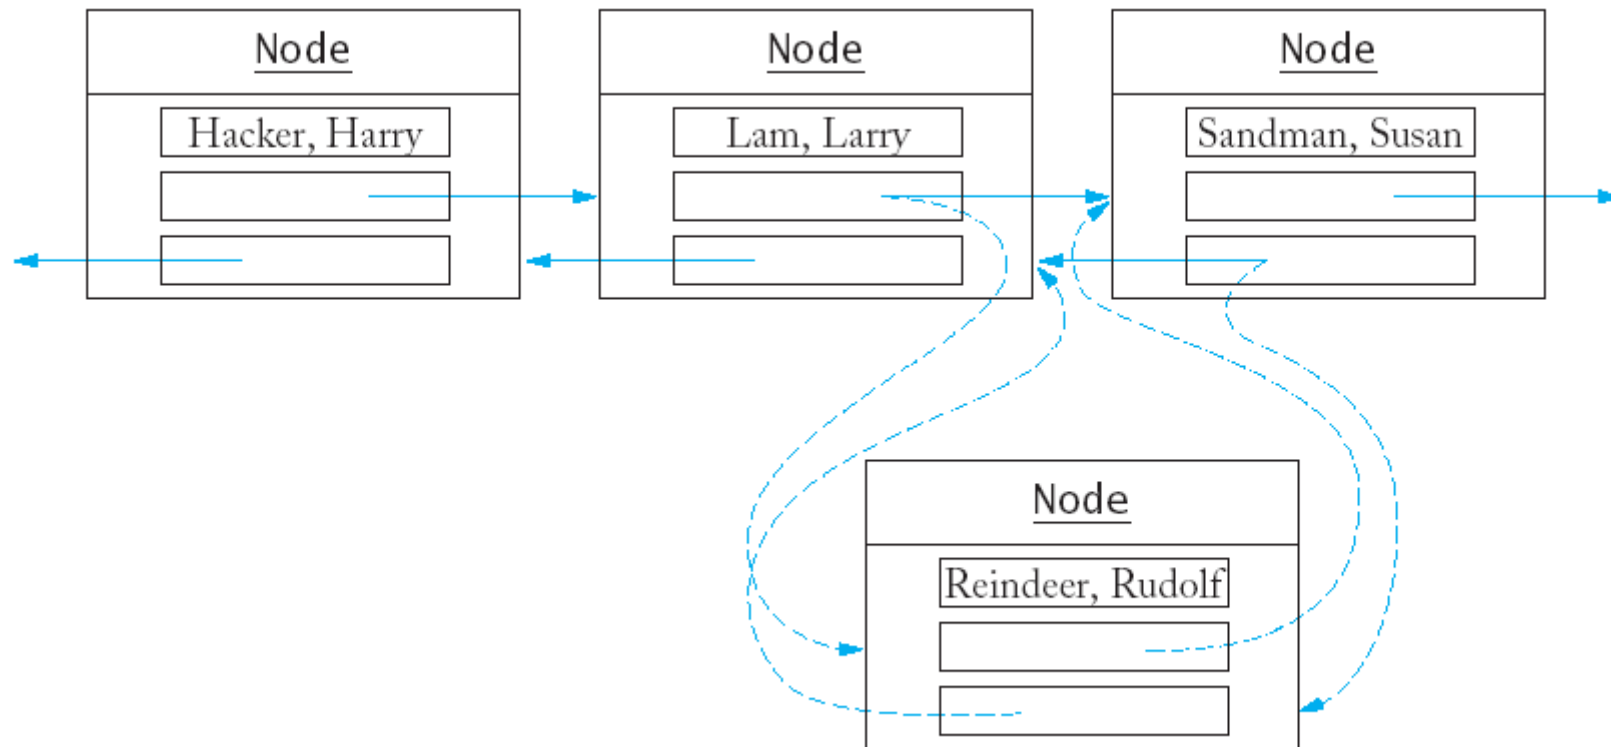 Node
Hacker, Harry
Node
Lam, Larry
Node
Sandman, Susan
Node
Reindeer, Rudolf